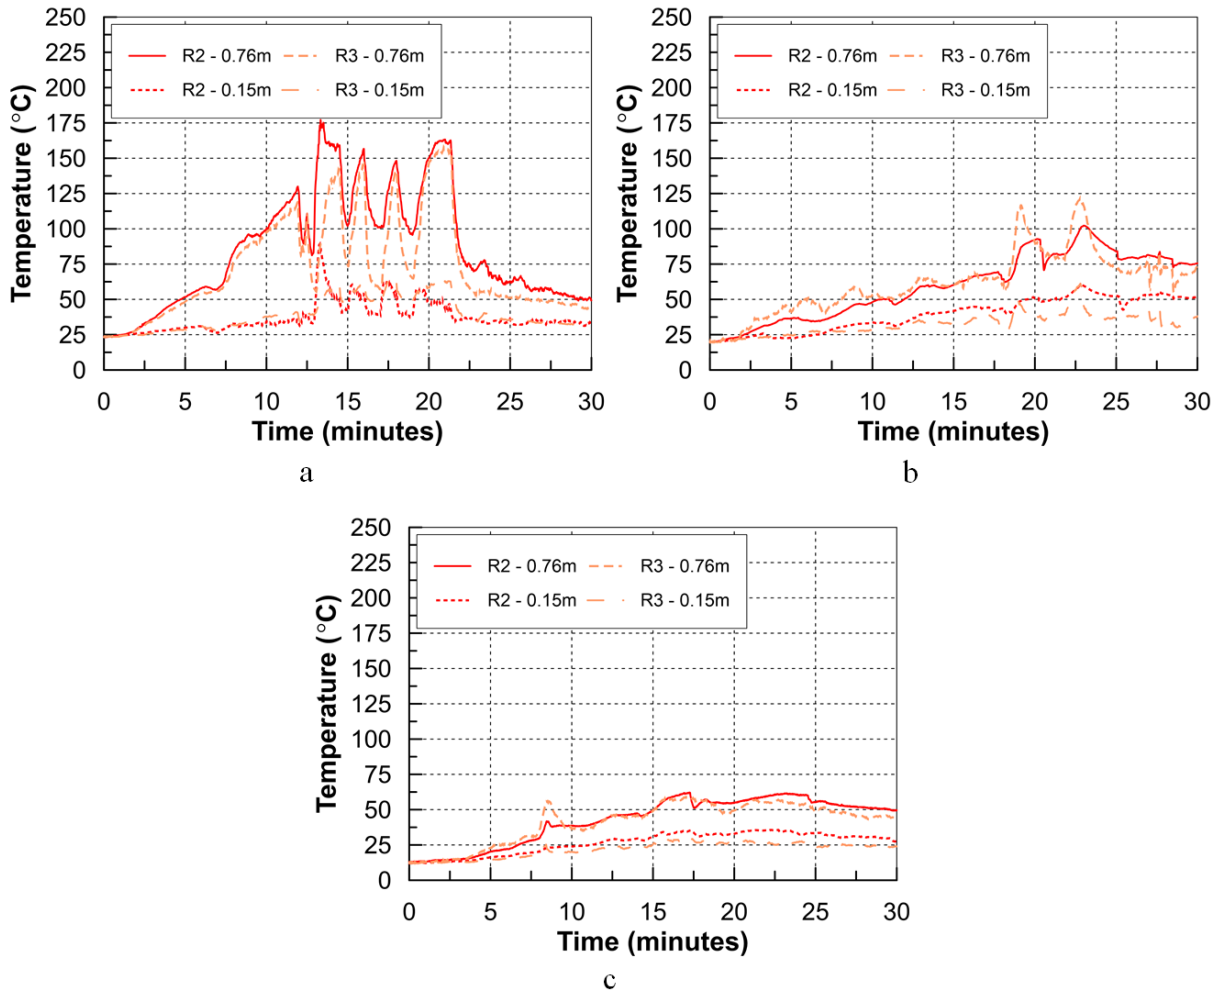 250
225
200
175
150
125
100
75
50
25
0
Temperature (°C)
R2 - 0.76m R3 - 0.76m
R2 - 0.15m R3 - 0.15m
0 5 10 15 20 25 30
Time (minutes)
a
250
225
200
175
150
125
100
75
50
25
0
Temperature (°C)
R2 - 0.76m R3 - 0.76m
R2 - 0.15m R3 - 0.15m
0 5 10 15 20 25 30
Time (minutes)
b
250
225
200
175
150
125
100
75
50
25
0
Temperature (°C)
R2 - 0.76m R3 - 0.76m
R2 - 0.15m R3 - 0.15m
0 5 10 15 20 25 30
Time (minutes)
c